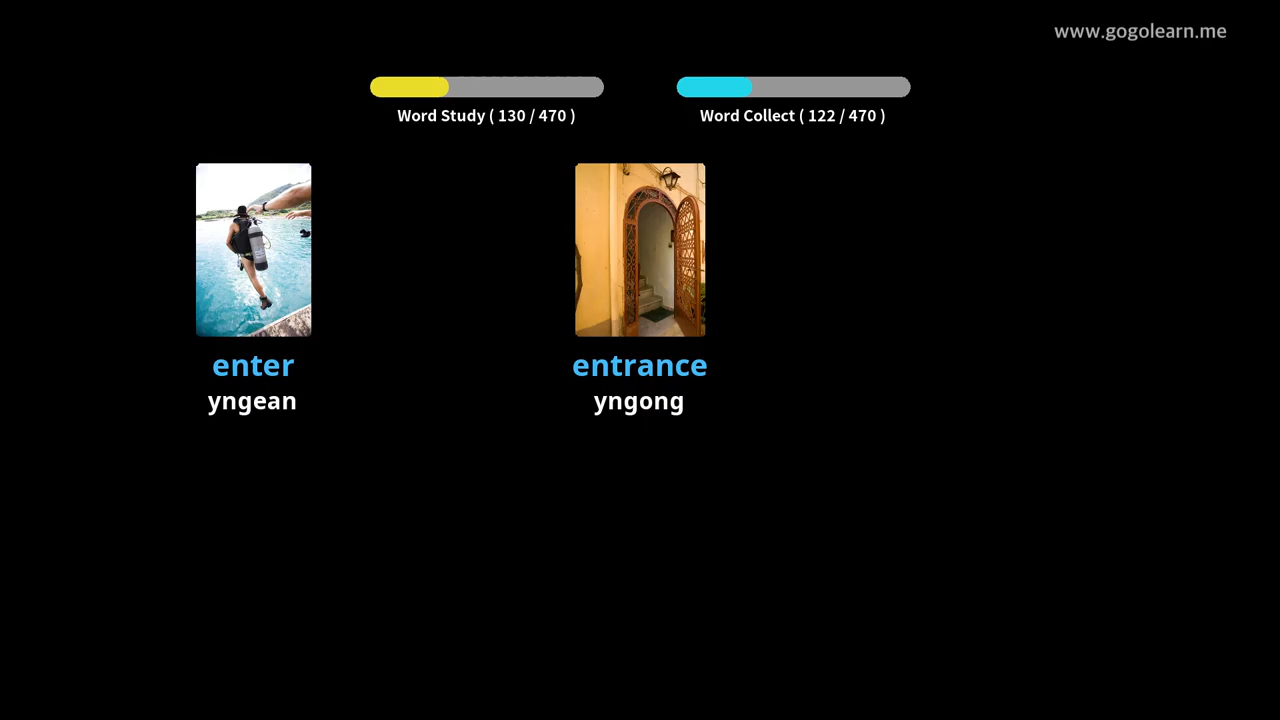 www.gogolearn.me
Word Study ( 130 / 470 )
Word Collect ( 122 / 470 )
enter
yngean
entrance
yngong